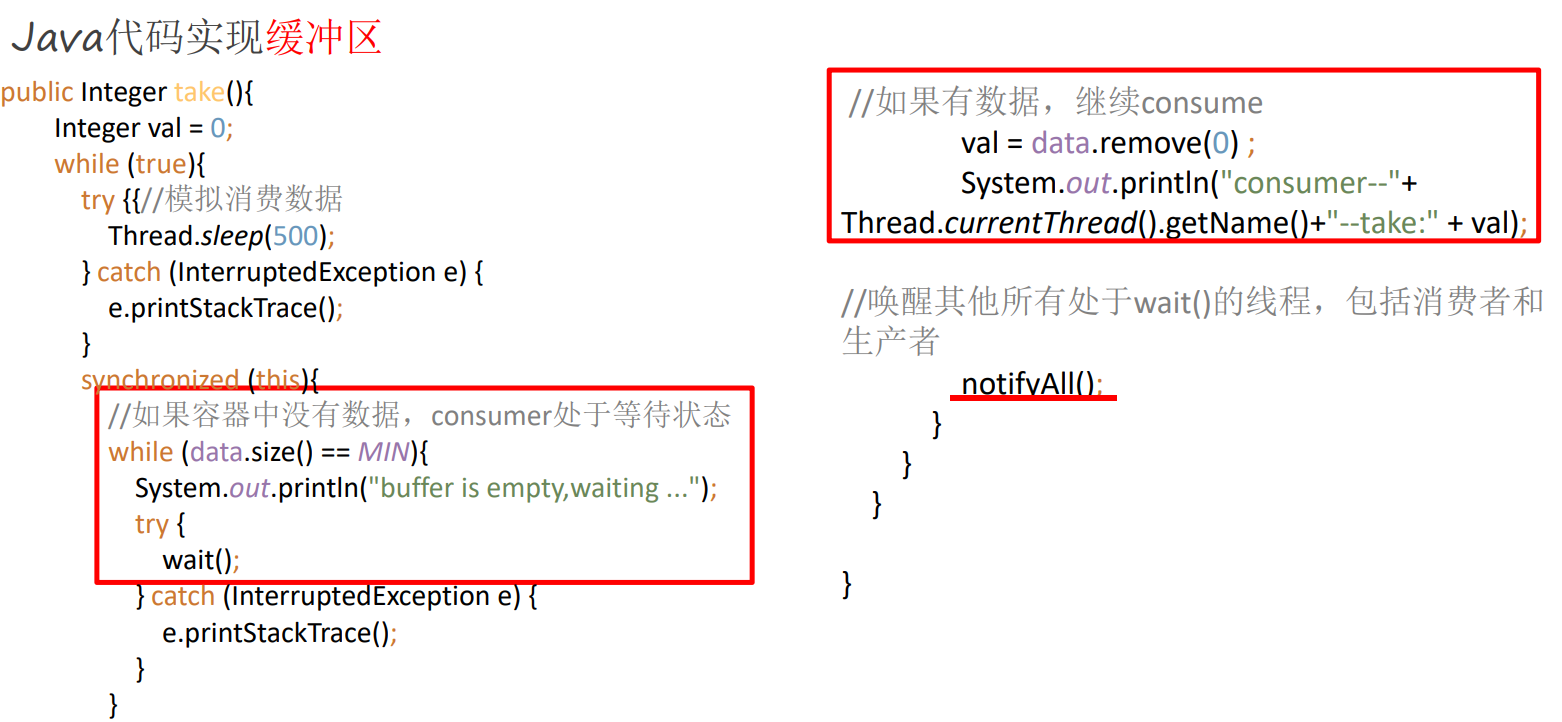 Java代码实现缓冲区
public Integer take(){
Integer val = 0;
while (true){
try {{//模拟消费数据
Thread.sleep(500);
} catch (InterruptedException e) {
e.printStackTrace();
}
synchronized (this){
//如果容器中没有数据，consumer处于等待状态
while (data.size() == MIN){
System.out.println("buffer is empty,waiting ...");
try {
wait();
} catch (InterruptedException e) {
e.printStackTrace();
}
}
//如果有数据，继续consume
val = data.remove(0) ;
System.out.println("consumer--"+
Thread.currentThread().getName()+"--take:" + val);
//唤醒其他所有处于wait()的线程，包括消费者和
生产者
notifyAll();
}
}
}
}